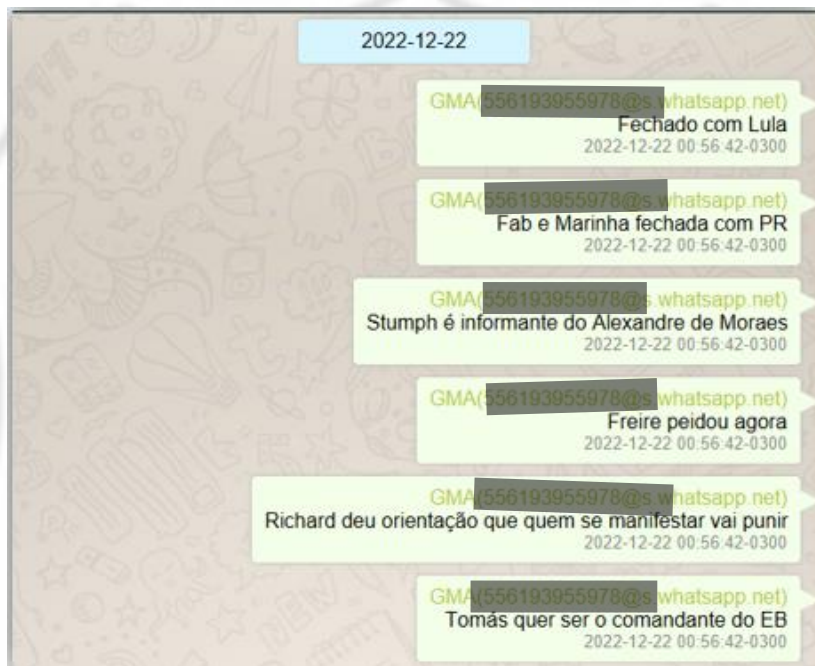 2022-12-22
GMA( whatsapp.net)
Fechado com Lula
2022-12-22 00:56:42-0300
GMA( whatsapp.net)
Fab e Marinha fechada com PR
2022-12-22 00:56:42-0300
GMA( whatsapp.net)
Stumph é informante do Alexandre de Moraes
2022-12-22 00:56:42-0300
GMA( whatsapp.net)
Freire peidou agora
2022-12-22 00:56:42-0300
GMA( whatsapp.net)
Richard deu orientação que quem se manifestar vai punir
2022-12-22 00:56:42-0300
GMA( whatsapp.net)
Tomás quer ser o comandante do EB
2022-12-22 00:56:42-0300